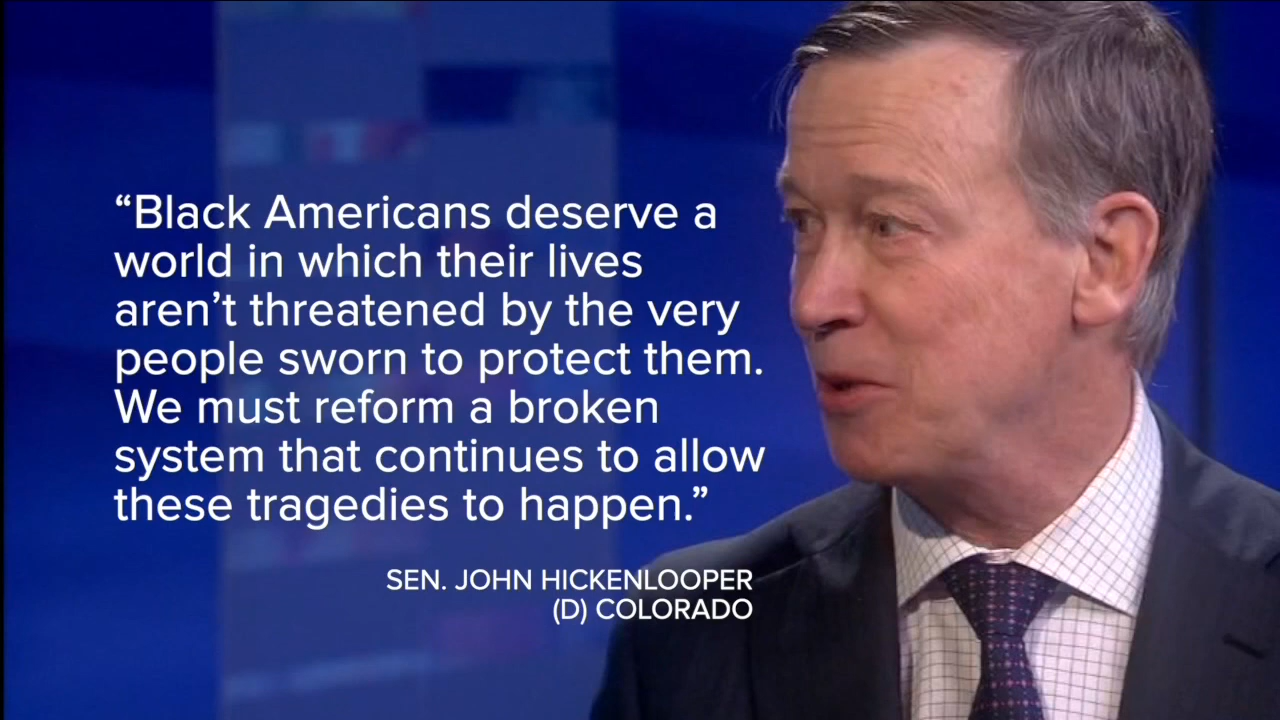 “Black Americans deserve a
world in which their lives
aren’t threatened by the very
people sworn to protect them.
We must reform a broken
system that continues to allow
these tragedies to happen.”
SEN. JOHN HICKENLOOPER
(D) COLORADO